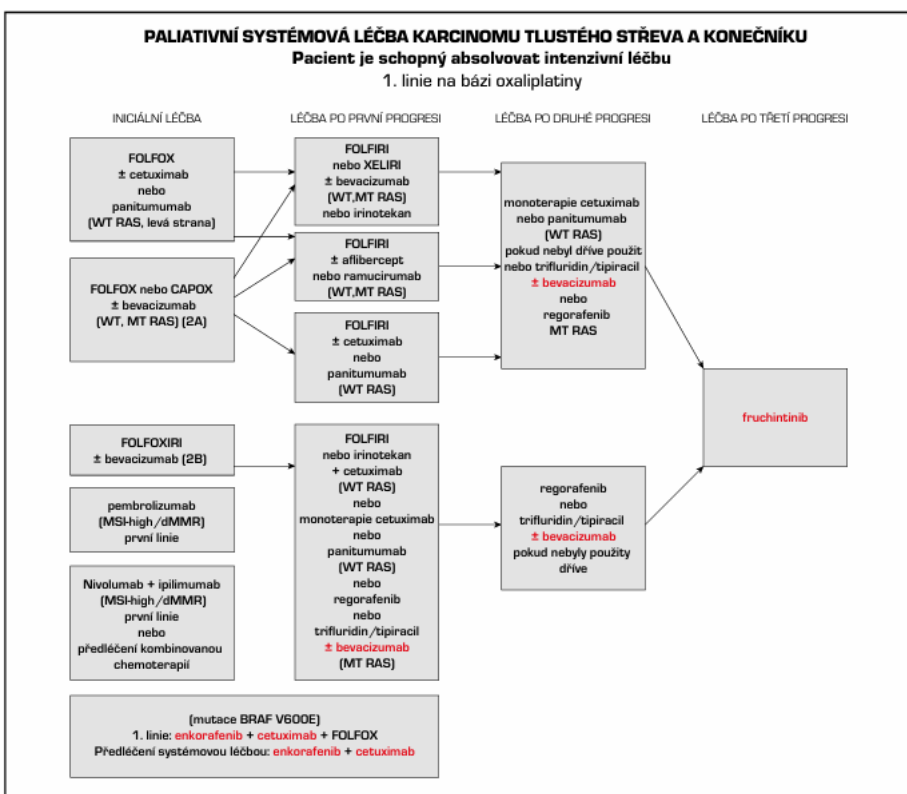 PALIATIVNÍ SYSTÉMOVÁ LÉČBA KARCINOMU TLUSTÉHO STŘEVA A KONEČNÍKU
Pacient je schopný absolvovat intenzivní léčbu
1. linie na bázi oxaliplatiny
INICIÁLNÍ LÉČBA
FOLFOX
± cetuximab
nebo
panitumumab
(WT RAS, levá strana)
FOLFOX nebo CAPOX
± bevacizumab
(WT, MT RAS) (2A)
FOLFOXIRI
± bevacizumab (2B)
pembrolizumab
(MSI-high/dMMR)
první linie
Nivolumab + ipilimumab
(MSI-high/dMMR)
první linie
nebo
předléčení kombinovanou
chemoterapií
LÉČBA PO PRVNÍ PROGRESI
FOLFIRI
nebo XELIRI
± bevacizumab
(WT,MT RAS)
nebo irinotekan
FOLFIRI
± aflibercept
nebo ramucirumab
(WT,MT RAS)
FOLFIRI
± cetuximab
nebo
panitumumab
(WT RAS)
FOLFIRI
nebo irinotekan
+ cetuximab
(WT RAS)
nebo
monoterapie cetuximab
nebo
panitumumab
(WT RAS)
nebo
regorafenib
nebo
trifluridin/tipiracil
± bevacizumab
(MT RAS)
LÉČBA PO DRUHÉ PROGRESI
monoterapie cetuximab
nebo panitumumab
(WT RAS)
pokud nebyl dříve použit
nebo trifluridin/tipiracil
± bevacizumab
nebo
regorafenib
MT RAS
regorafenib
nebo
trifluridin/tipiracil
± bevacizumab
pokud nebyly použity
dříve
LÉČBA PO TŘETÍ PROGRESI
fruchintinib
(mutace BRAF V600E)
1. linie: enkorafenib + cetuximab + FOLFOX
Předléčení systémovou léčbou: enkorafenib + cetuximab